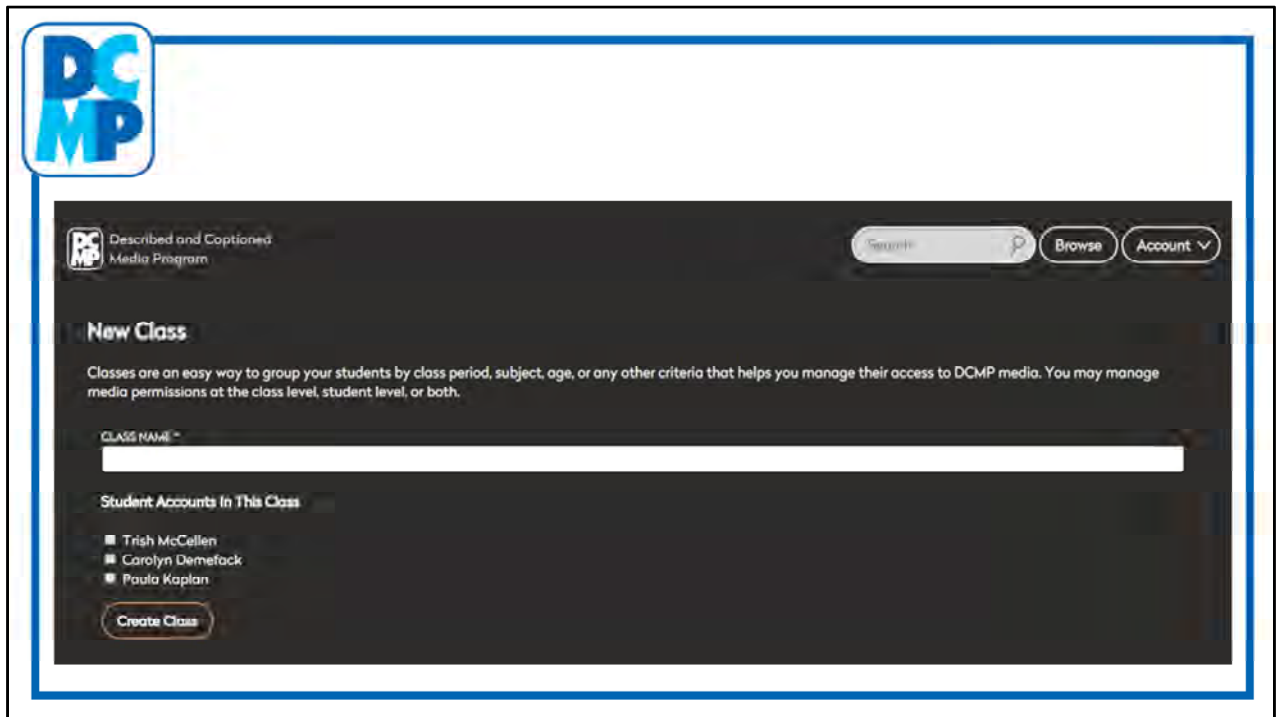 DC
MP
DC
MP
Described and Captioned
Media Program
Search
Browse
Account
New Class
Classes are an easy way to group your students by class period, subject, age, or any other criteria that helps you manage their access to DCMP media. You may manage
media permissions at the class level, student level, or both.
CLASS NAME *
Student Accounts In This Class
Trish McCellen
Carolyn Demefack
Paula Kaplan
Create Class